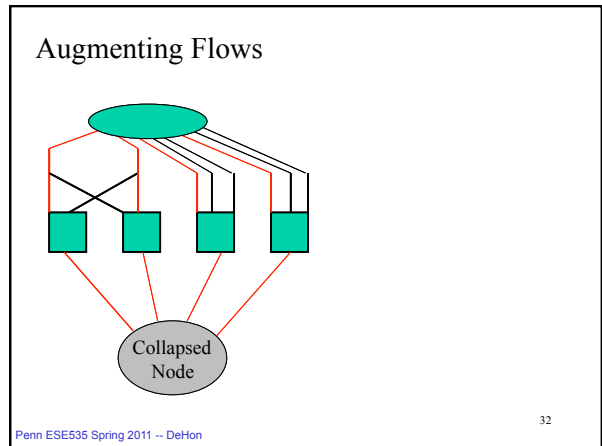 Augmenting Flows
Collapsed
Node
32
Penn ESE535 Spring 2011 -- DeHon